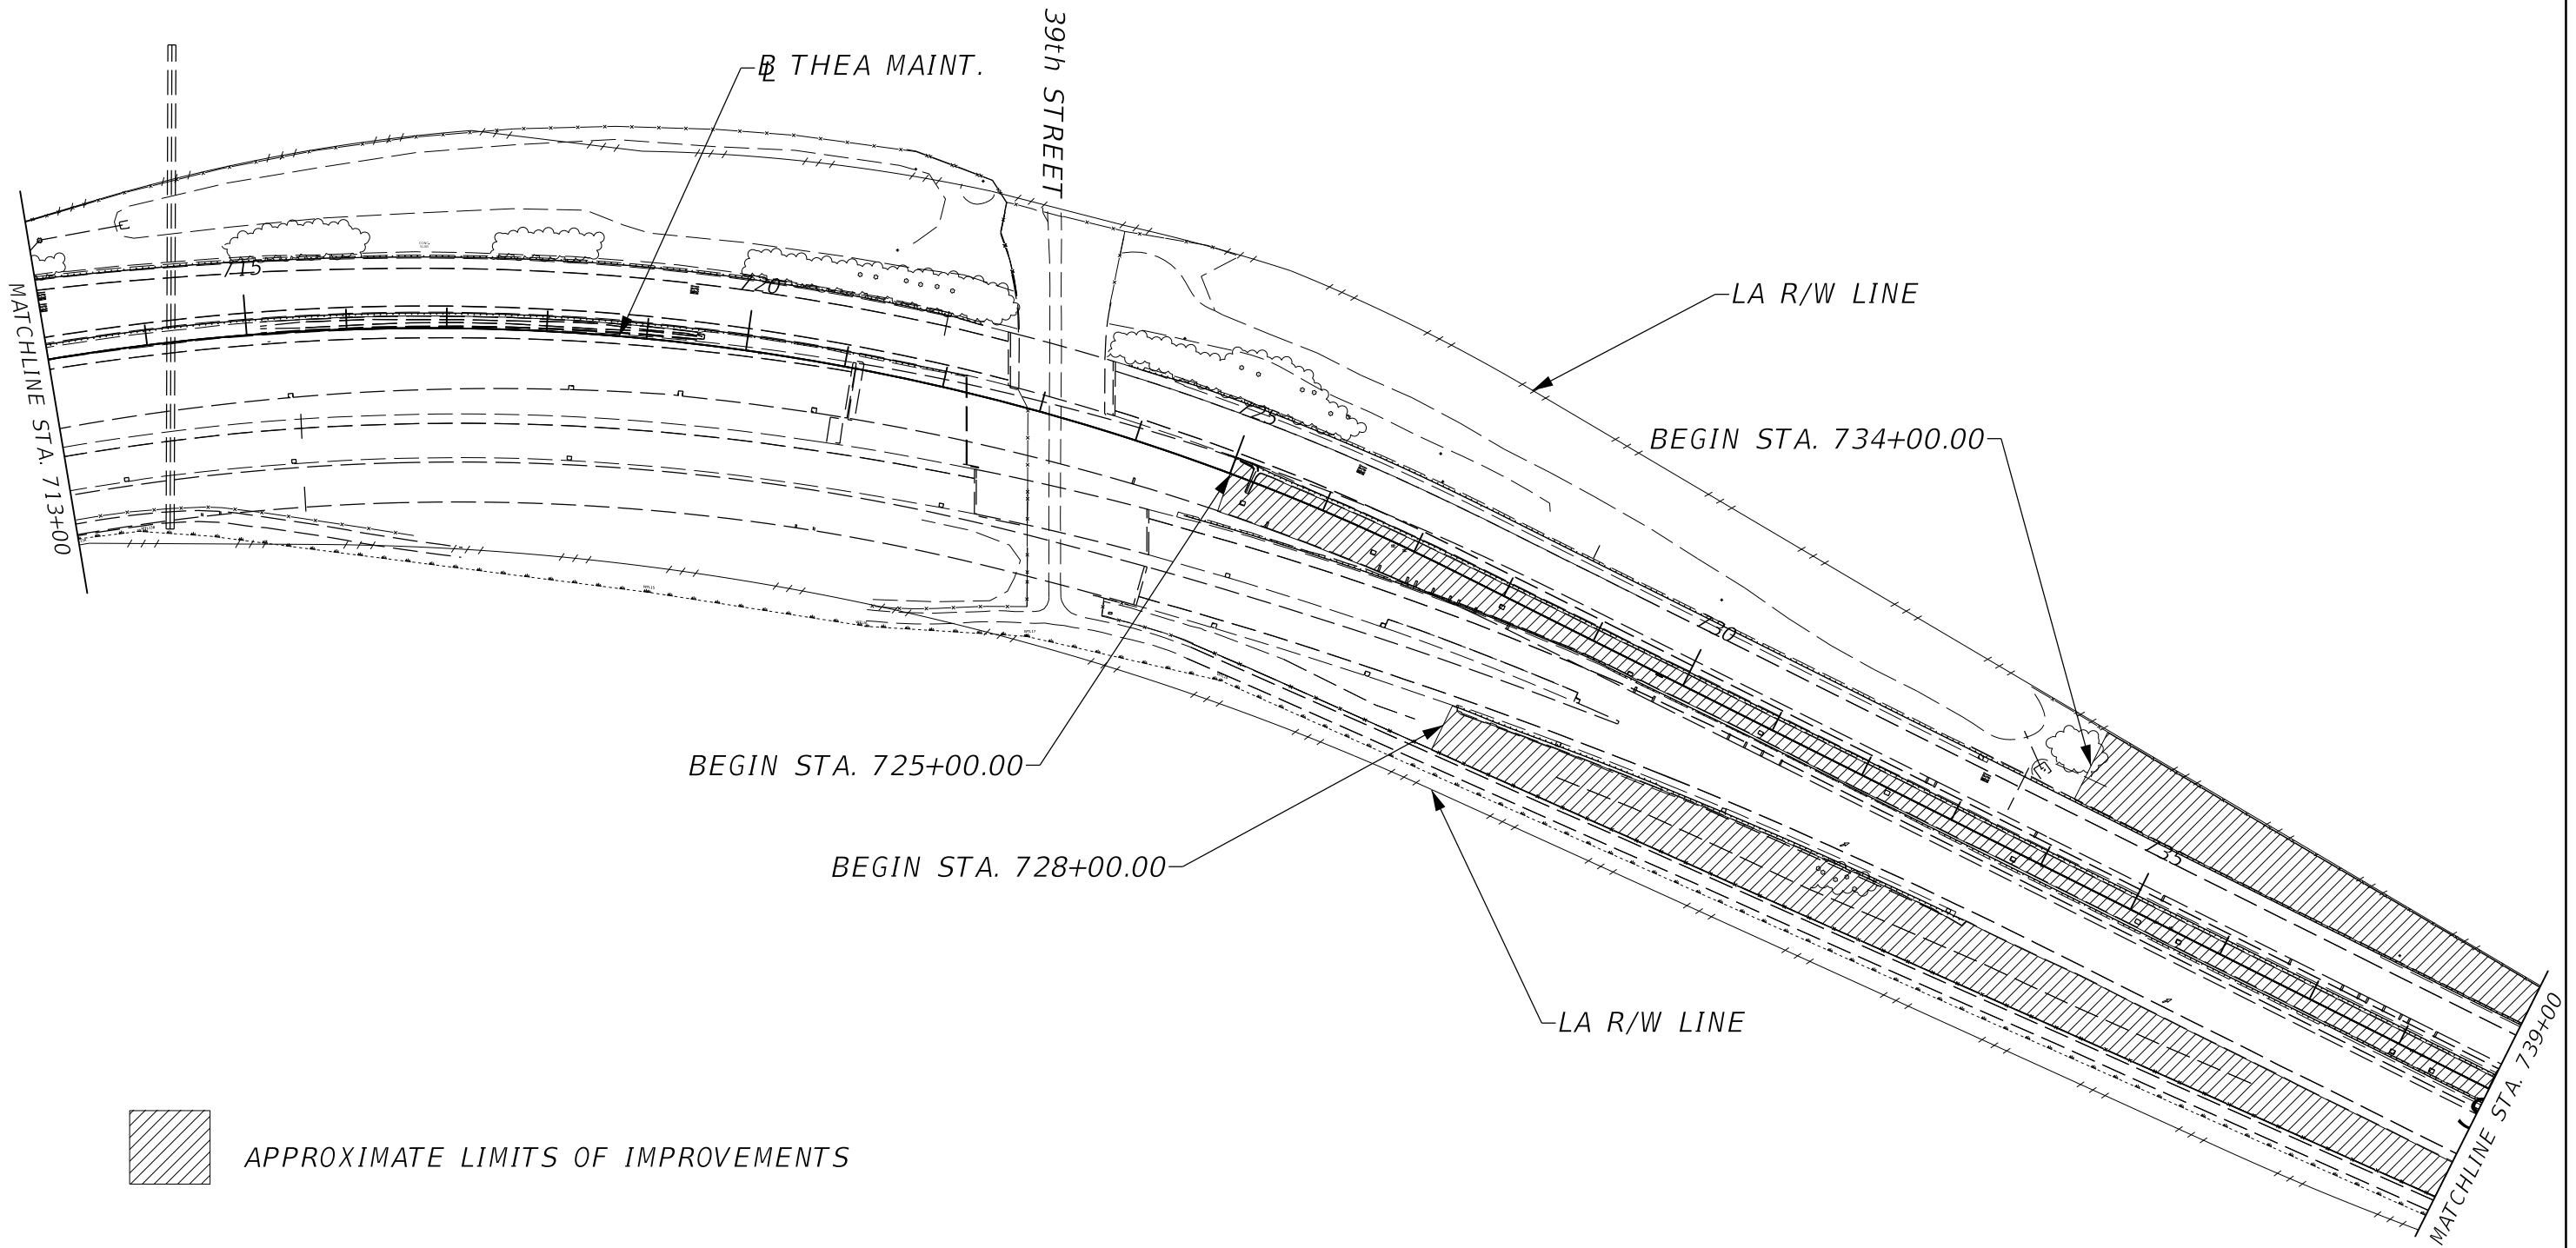 39th STREET
BL THEA MAINT.
LA R/W LINE
715
720
MATCHLINE STA. 713+00
725
BEGIN STA. 734+00.00
730
BEGIN STA. 725+00.00
735
BEGIN STA. 728+00.00
LA R/W LINE
MATCHLINE STA. 739+00
APPROXIMATE LIMITS OF IMPROVEMENTS